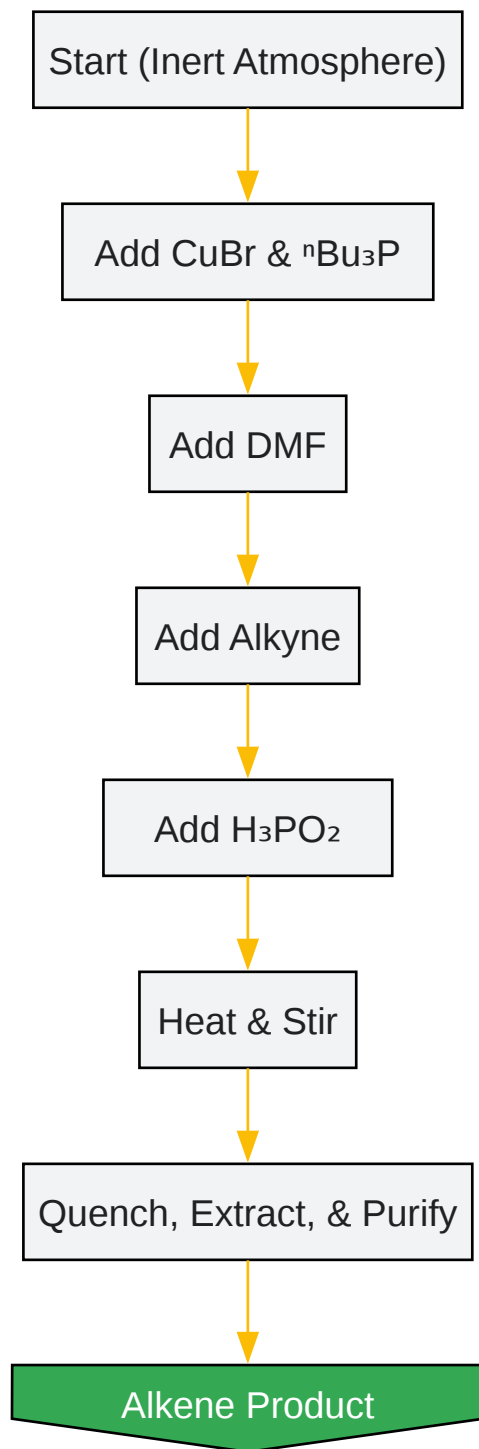 Start (Inert Atmosphere)
Add CuBr & ⁿBu₃P
Add DMF
Add Alkyne
Add H₃PO₂
Heat & Stir
Quench, Extract, & Purify
Alkene Product